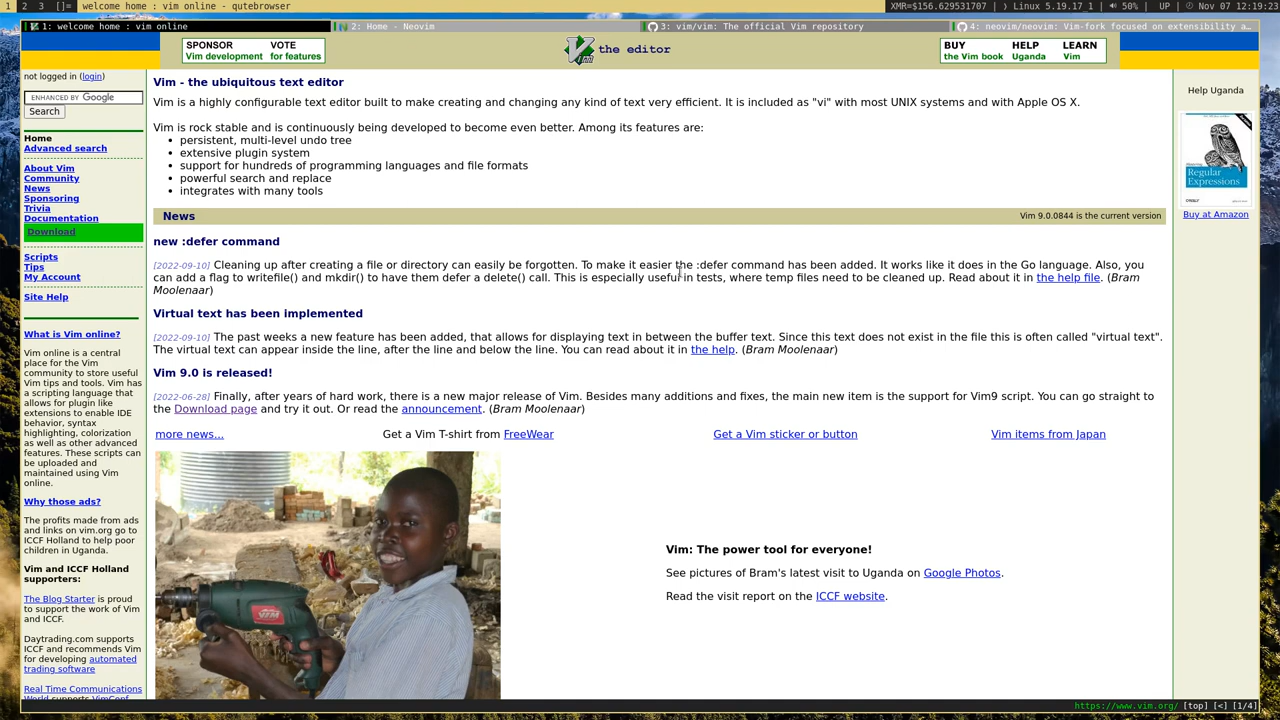 1 2 3 []= welcome home : vim online - qutebrowser
XMR=$156.629531707 | ❭ Linux 5.19.17_1 | 🔊 50% | UP | 🕘 Nov 07 12:19:23
1: welcome home : vim online
2: Home - Neovim
3: vim/vim: The official Vim repository
4: neovim/neovim: Vim-fork focused on extensibility a…
SPONSOR VOTE
Vim development for features
the editor
BUY HELP LEARN
the Vim book Uganda Vim
not logged in (login)
ENHANCED BY Google
Search
Home
Advanced search
About Vim
Community
News
Sponsoring
Trivia
Documentation
Download
Scripts
Tips
My Account
Site Help
What is Vim online?
Vim online is a central
place for the Vim
community to store useful
Vim tips and tools. Vim has
a scripting language that
allows for plugin like
extensions to enable IDE
behavior, syntax
highlighting, colorization
as well as other advanced
features. These scripts can
be uploaded and
maintained using Vim
online.
Why those ads?
The profits made from ads
and links on vim.org go to
ICCF Holland to help poor
children in Uganda.
Vim and ICCF Holland
supporters:
The Blog Starter is proud
to support the work of Vim
and ICCF.
Daytrading.com supports
ICCF and recommends Vim
for developing automated
trading software
Real Time Communications
World supports VimConf
Vim - the ubiquitous text editor
Vim is a highly configurable text editor built to make creating and changing any kind of text very efficient. It is included as "vi" with most UNIX systems and with Apple OS X.
Vim is rock stable and is continuously being developed to become even better. Among its features are:
• persistent, multi-level undo tree
• extensive plugin system
• support for hundreds of programming languages and file formats
• powerful search and replace
• integrates with many tools
News
Vim 9.0.0844 is the current version
new :defer command
[2022-09-10] Cleaning up after creating a file or directory can easily be forgotten. To make it easier the :defer command has been added. It works like it does in the Go language. Also, you
can add a flag to writefile() and mkdir() to have them defer a delete() call. This is especially useful in tests, where temp files need to be cleaned up. Read about it in the help file. (Bram
Moolenaar)
Virtual text has been implemented
[2022-09-10] The past weeks a new feature has been added, that allows for displaying text in between the buffer text. Since this text does not exist in the file this is often called "virtual text".
The virtual text can appear inside the line, after the line and below the line. You can read about it in the help. (Bram Moolenaar)
Vim 9.0 is released!
[2022-06-28] Finally, after years of hard work, there is a new major release of Vim. Besides many additions and fixes, the main new item is the support for Vim9 script. You can go straight to
the Download page and try it out. Or read the announcement. (Bram Moolenaar)
more news...
Get a Vim T-shirt from FreeWear
Get a Vim sticker or button
Vim items from Japan
VIM
Vim: The power tool for everyone!
See pictures of Bram's latest visit to Uganda on Google Photos.
Read the visit report on the ICCF website.
Help Uganda
Mastering
Regular
Expressions
O'REILLY
Buy at Amazon
https://www.vim.org/ [top] [<] [1/4]